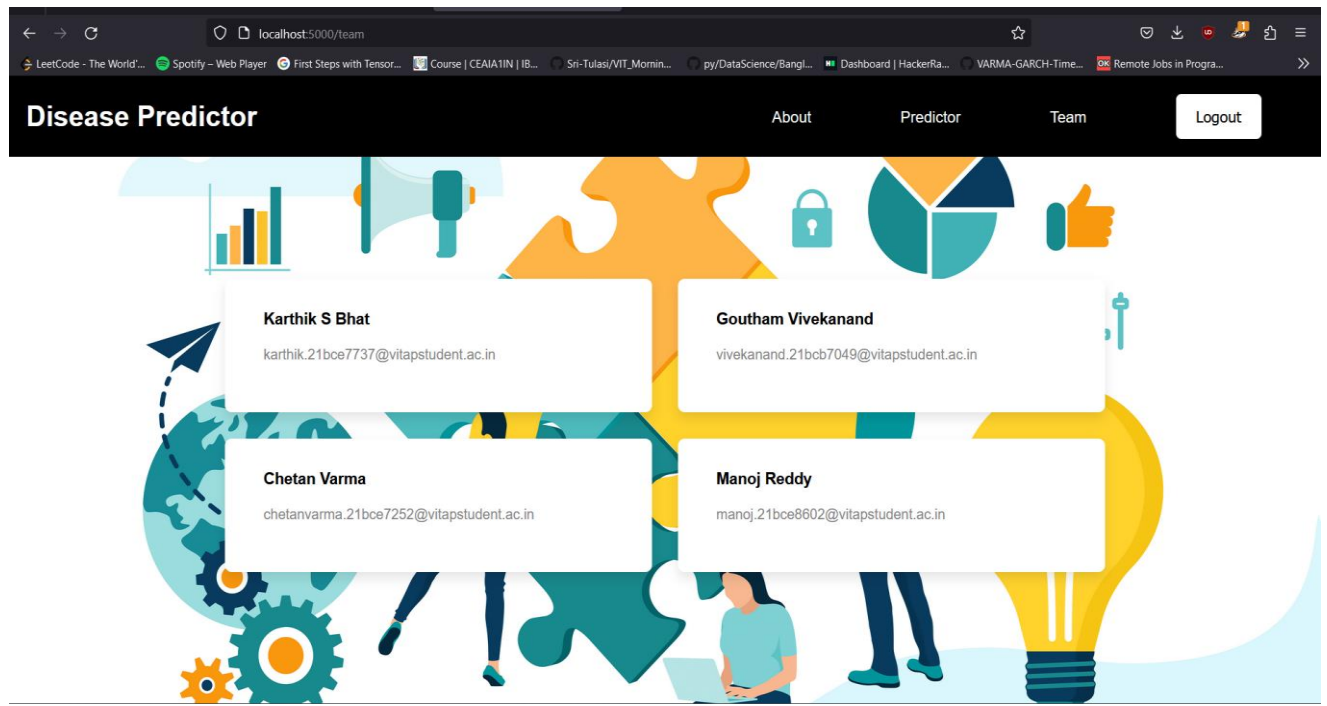 localhost:5000/team
LeetCode - The World'... Spotify – Web Player First Steps with Tensor... Course | CEAIA1IN | IB... Sri-Tulasi/VIT_Mornin... py/DataScience/Bangl... Dashboard | HackerRa... VARMA-GARCH-Time... Remote Jobs in Progra...
Disease Predictor About Predictor Team Logout
Karthik S Bhat
karthik.21bce7737@vitapstudent.ac.in
Goutham Vivekanand
vivekanand.21bcb7049@vitapstudent.ac.in
Chetan Varma
chetanvarma.21bce7252@vitapstudent.ac.in
Manoj Reddy
manoj.21bce8602@vitapstudent.ac.in